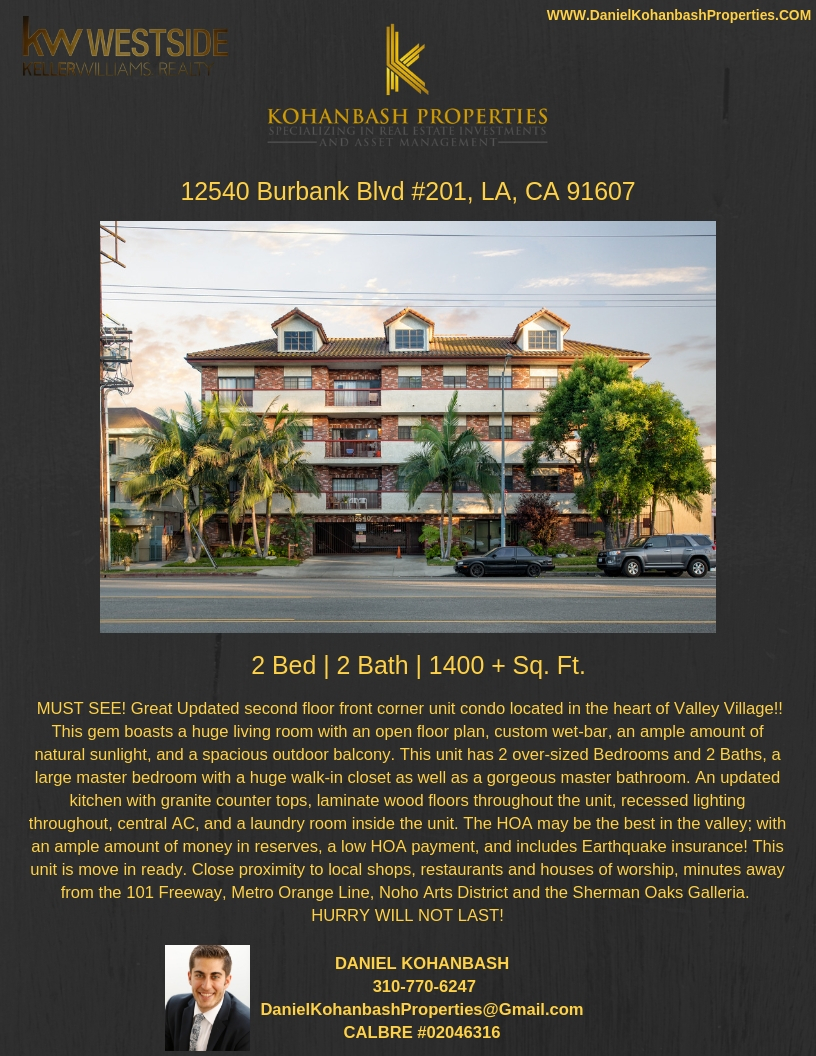 WWW.DanielKohanbashProperties.COM
kw WESTSIDE
KELLERWILLIAMS. REALTY
KOHANBASH PROPERTIES
SPECIALIZING IN REAL ESTATE INVESTMENTS
AND ASSET MANAGEMENT
12540 Burbank Blvd #201, LA, CA 91607
12540
2 Bed | 2 Bath | 1400 + Sq. Ft.
MUST SEE! Great Updated second floor front corner unit condo located in the heart of Valley Village!!
This gem boasts a huge living room with an open floor plan, custom wet-bar, an ample amount of
natural sunlight, and a spacious outdoor balcony. This unit has 2 over-sized Bedrooms and 2 Baths, a
large master bedroom with a huge walk-in closet as well as a gorgeous master bathroom. An updated
kitchen with granite counter tops, laminate wood floors throughout the unit, recessed lighting
throughout, central AC, and a laundry room inside the unit. The HOA may be the best in the valley; with
an ample amount of money in reserves, a low HOA payment, and includes Earthquake insurance! This
unit is move in ready. Close proximity to local shops, restaurants and houses of worship, minutes away
from the 101 Freeway, Metro Orange Line, Noho Arts District and the Sherman Oaks Galleria.
HURRY WILL NOT LAST!
DANIEL KOHANBASH
310-770-6247
DanielKohanbashProperties@Gmail.com
CALBRE #02046316